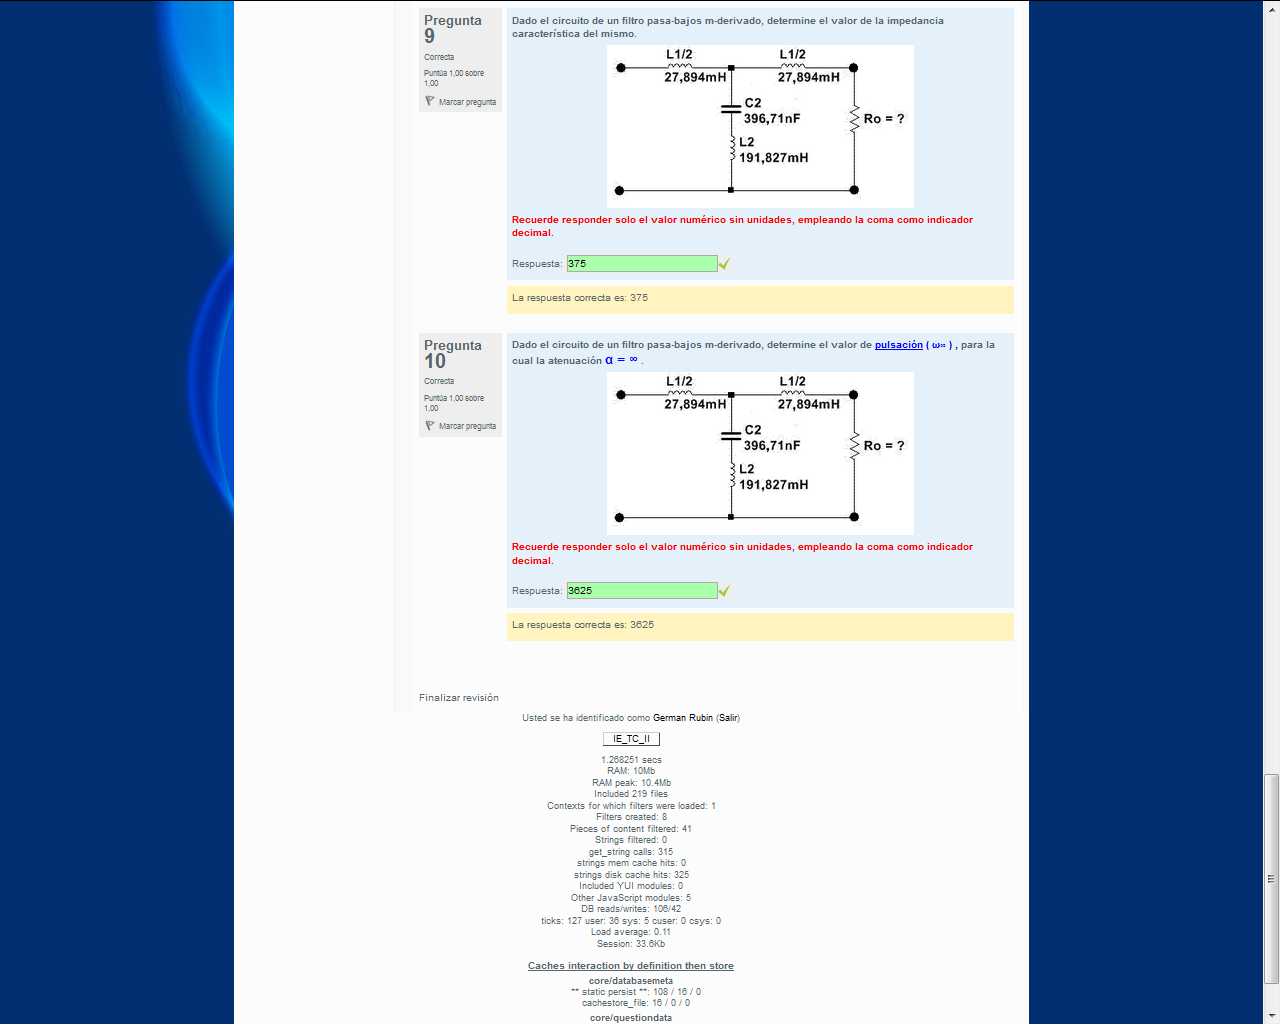 Pregunta
9
Correcta
Puntúa 1,00 sobre
1,00
Marcar pregunta
Dado el circuito de un filtro pasa-bajos m-derivado, determine el valor de la impedancia
característica del mismo.
L1/2
L1/2
27,894mH
27,894mH
C2
396,71nF
Ro = ?
L2
191,827mH
Recuerde responder solo el valor numérico sin unidades, empleando la coma como indicador
decimal.
Respuesta: 375
La respuesta correcta es: 375
Pregunta
10
Correcta
Puntúa 1,00 sobre
1,00
Marcar pregunta
Dado el circuito de un filtro pasa-bajos m-derivado, determine el valor de pulsación ( ω∞ ) , para la
cual la atenuación α = ∞ .
L1/2
L1/2
27,894mH
27,894mH
C2
396,71nF
Ro = ?
L2
191,827mH
Recuerde responder solo el valor numérico sin unidades, empleando la coma como indicador
decimal.
Respuesta: 3625
La respuesta correcta es: 3625
Finalizar revisión
Usted se ha identificado como German Rubin (Salir)
IE_TC_II
1.268251 secs
RAM: 10Mb
RAM peak: 10.4Mb
Included 219 files
Contexts for which filters were loaded: 1
Filters created: 8
Pieces of content filtered: 41
Strings filtered: 0
get_string calls: 315
strings mem cache hits: 0
strings disk cache hits: 325
Included YUI modules: 0
Other JavaScript modules: 5
DB reads/writes: 106/42
ticks: 127 user: 36 sys: 5 cuser: 0 csys: 0
Load average: 0.11
Session: 33.6Kb
Caches interaction by definition then store
core/databasemeta
** static persist **: 108 / 16 / 0
cachestore_file: 16 / 0 / 0
core/questiondata